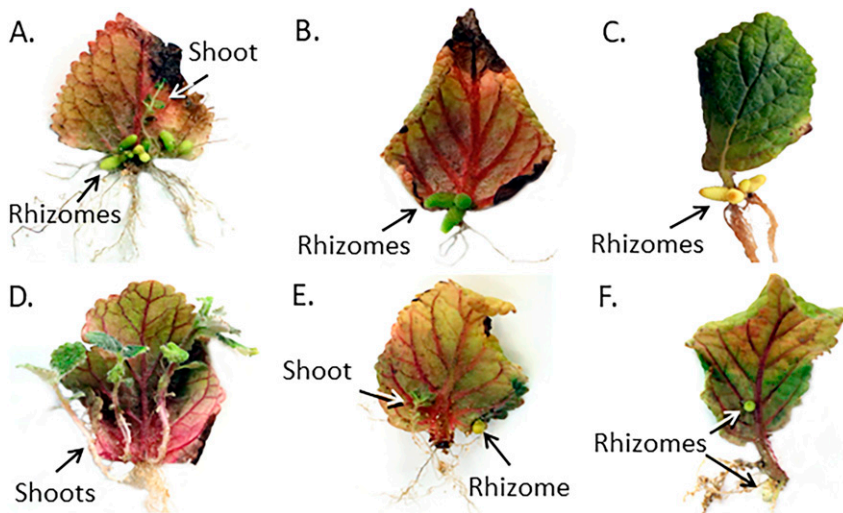 A.
Shoot
Rhizomes
B.
Rhizomes
C.
Rhizomes
D.
Shoots
E.
Shoot
Rhizome
F.
Rhizomes